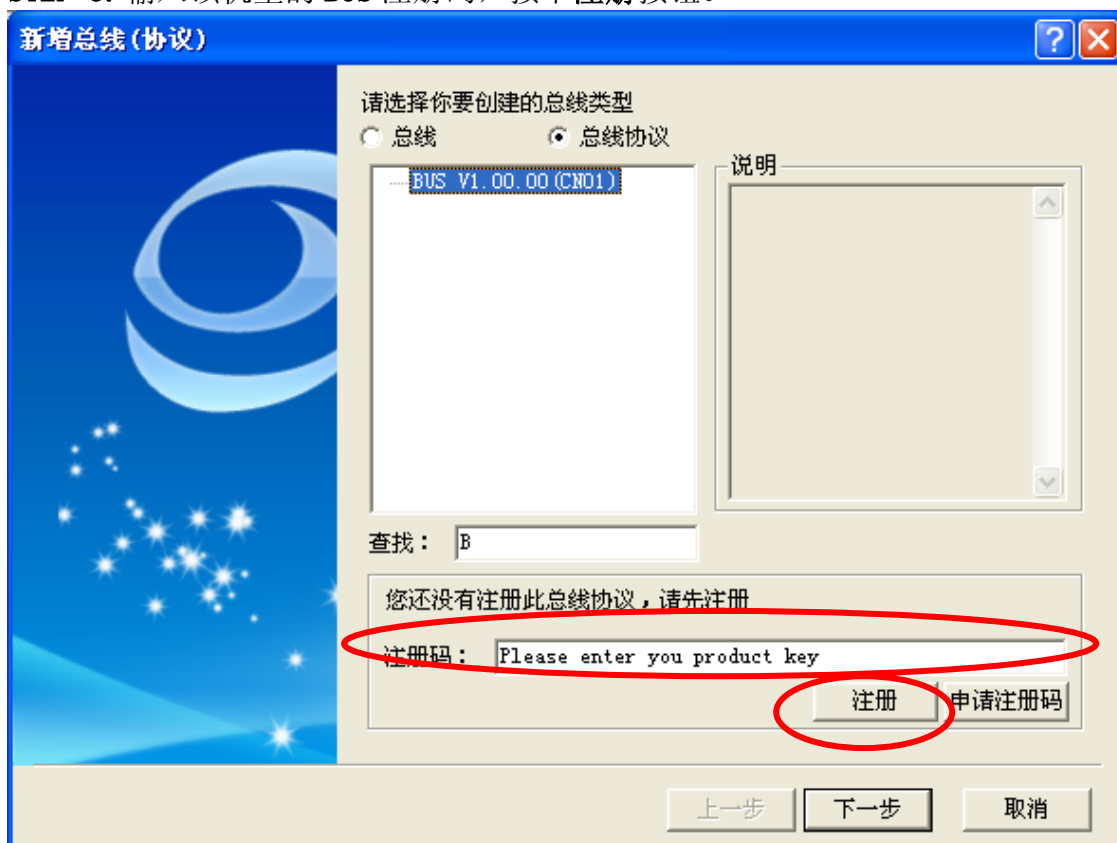 新增总线(协议)
请选择你要创建的总线类型
总线
总线协议
BUS V1.00.00(CN01)
说明
查找：
B
您还没有注册此总线协议，请先注册
注册码：
Please enter you product key
注册
申请注册码
上一步
下一步
取消